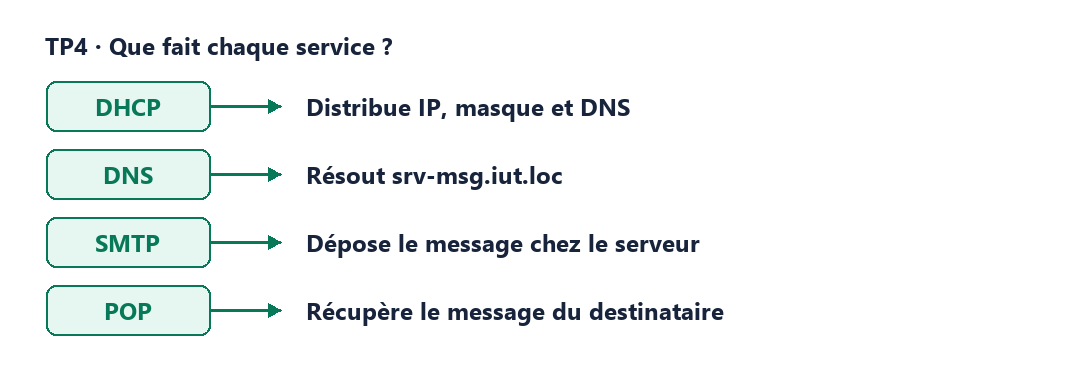 TP4 · Que fait chaque service ?
DHCP Distribue IP, masque et DNS
DNS Résout srv-msg.iut.loc
SMTP Dépose le message chez le serveur
POP Récupère le message du destinataire